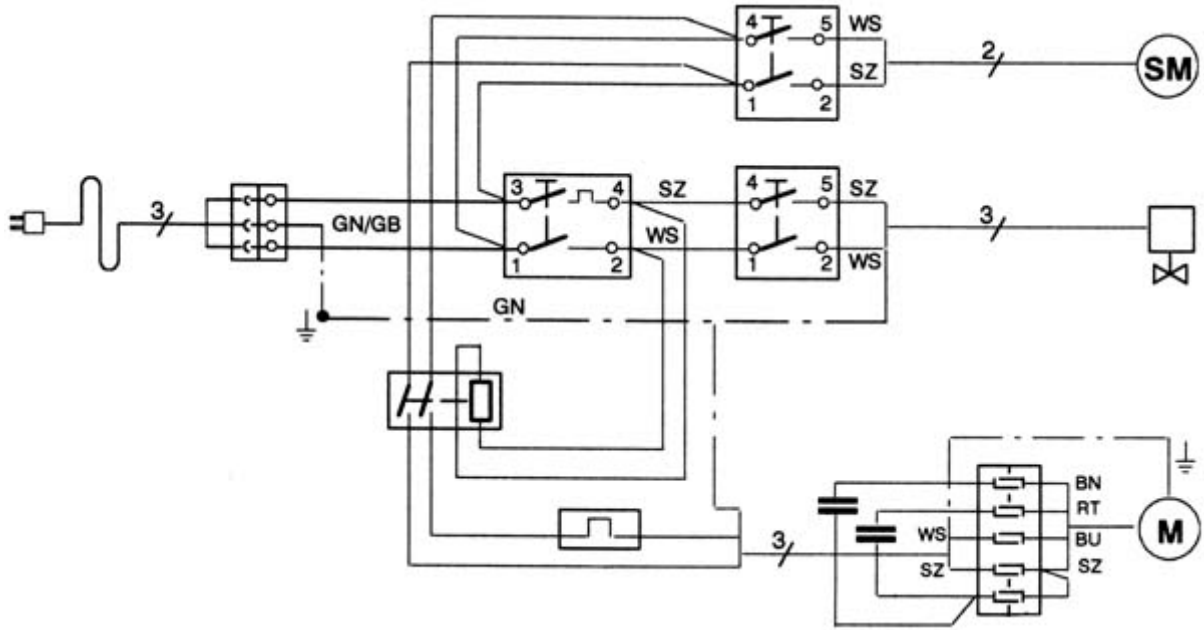 4 5 WS
2
SM
SZ
1 2
3 4 SZ 4 5 SZ
3 GN/GB WS 3
1 2 1 2 WS
GN
BN
RT
WS BU M
3
SZ SZ